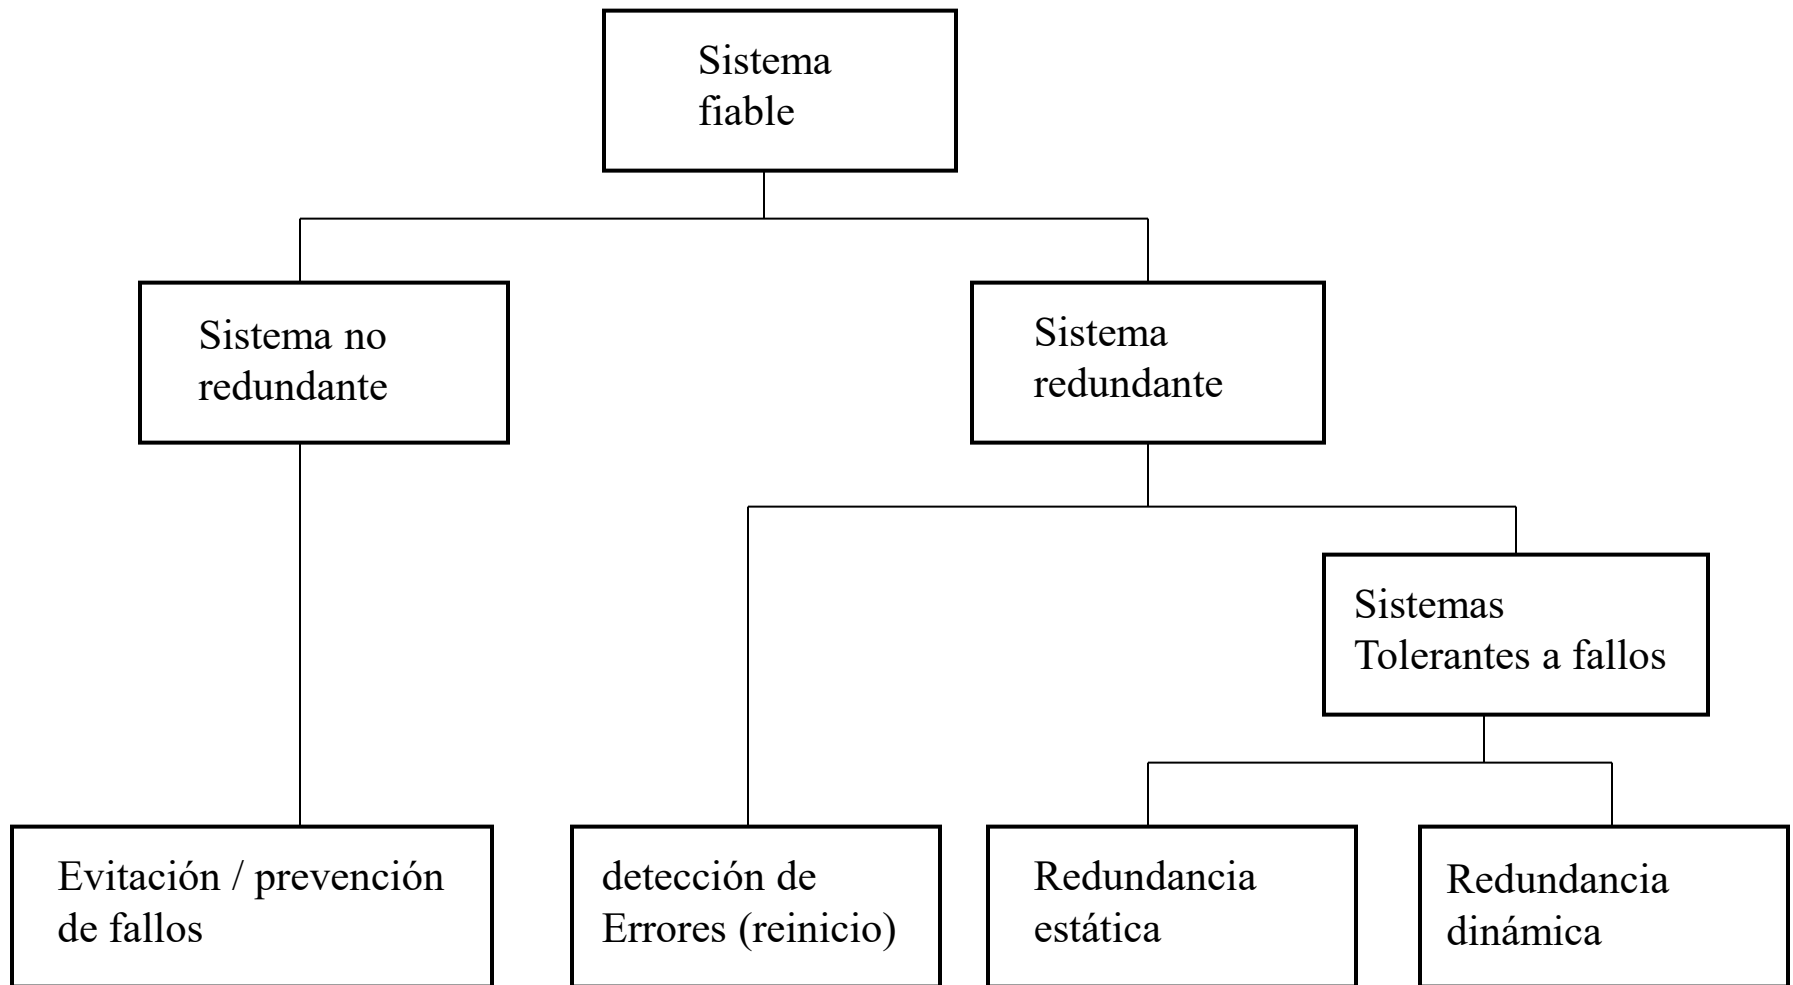 Sistema
fiable
Sistema no
redundante
Sistema
redundante
Sistemas
Tolerantes a fallos
Evitación / prevención
de fallos
detección de
Errores (reinicio)
Redundancia
estática
Redundancia
dinámica